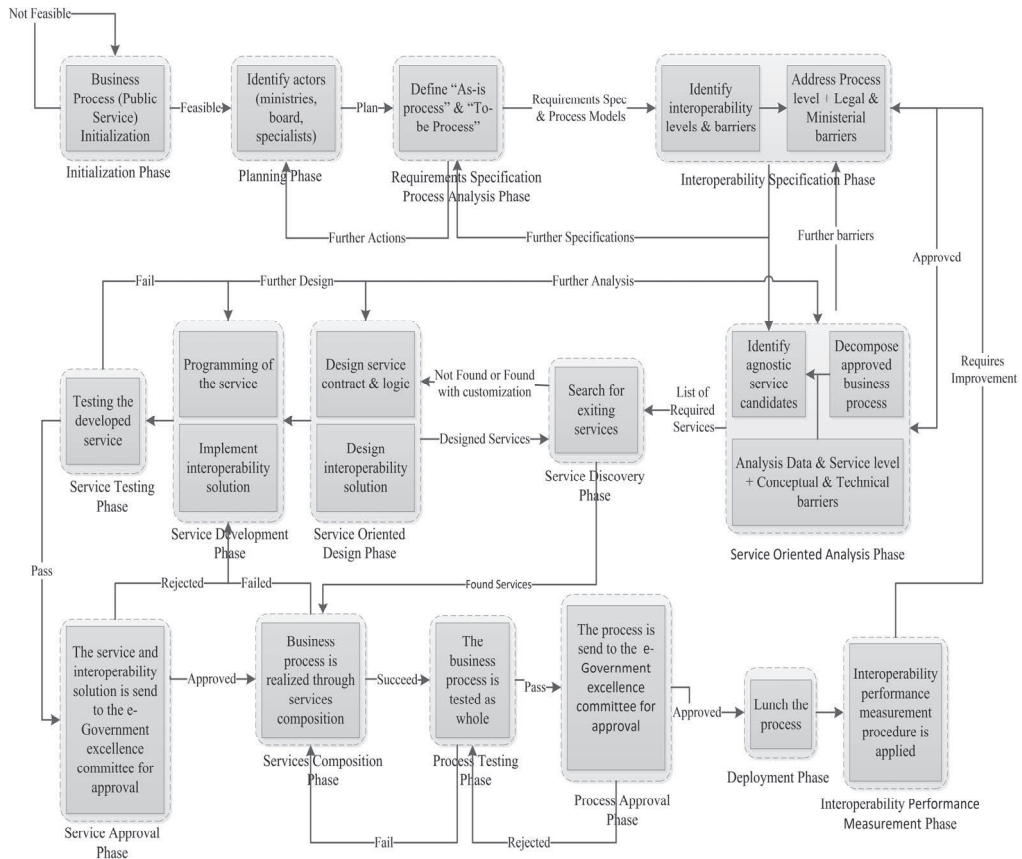 Not Feasible
Business
Process (Public
Service)
Initialization
Initialization Phase
Feasible
Identify actors
(ministries,
board,
specialists)
Planning Phase
Plan
Define “As-is
process” & “To-
be Process”
Requirements Specification
Process Analysis Phase
Requirements Spec
& Process Models
Identify
interoperability
levels & barriers
Address Process
level + Legal &
Ministerial
barriers
Interoperability Specification Phase
Further Actions
Further Specifications
Further barriers
Approved
Requires
Improvement
Fail
Further Design
Further Analysis
Testing the
developed
service
Service Testing
Phase
Programming of
the service
Implement
interoperability
solution
Service Development
Phase
Design service
contract & logic
Design
interoperability
solution
Service Oriented
Design Phase
Not Found or Found
with customization
Designed Services
Search for
exiting
services
Service Discovery
Phase
List of
Required
Services
Identify
agnostic
service
candidates
Decompose
approved
business
process
Analysis Data & Service level
+ Conceptual & Technical
barriers
Service Oriented Analysis Phase
Pass
Rejected
Failed
Found Services
The service and
interoperability
solution is send
to the e-
Government
excellence
committee for
approval
Service Approval
Phase
Approved
Business
process is
realized through
services
composition
Services Composition
Phase
Succeed
The
business
process is
tested as
whole
Process Testing
Phase
Pass
The process is
send to the e-
Government
excellence
committee for
approval
Process Approval
Phase
Approved
Lunch the
process
Deployment Phase
Interoperability
performance
measurement
procedure is
applied
Interoperability Performance
Measurement Phase
Fail
Rejected